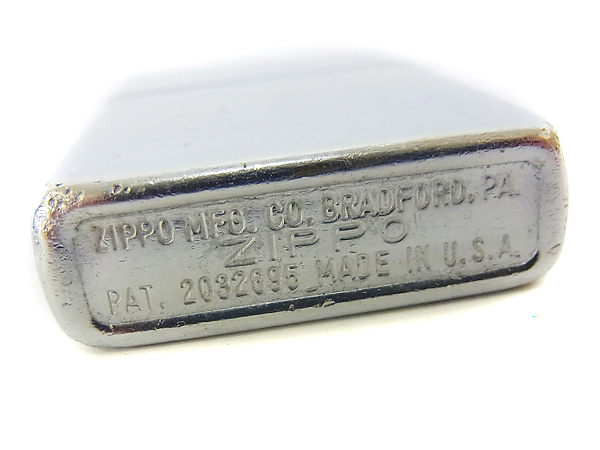 ZIPPO MFG. CO. BRADFORD, PA.
ZIPPO
PAT. 2032695 MADE IN U.S.A.